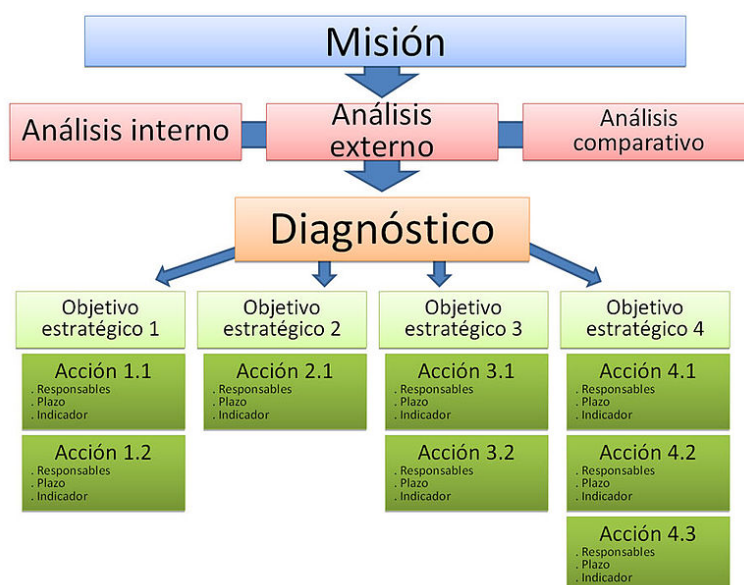 Misión
Análisis interno
Análisis
externo
Análisis
comparativo
Diagnóstico
Objetivo
estratégico 1
Acción 1.1
. Responsables
. Plazo
. Indicador
Acción 1.2
. Responsables
. Plazo
. Indicador
Objetivo
estratégico 2
Acción 2.1
. Responsables
. Plazo
. Indicador
Objetivo
estratégico 3
Acción 3.1
. Responsables
. Plazo
. Indicador
Acción 3.2
. Responsables
. Plazo
. Indicador
Objetivo
estratégico 4
Acción 4.1
. Responsables
. Plazo
. Indicador
Acción 4.2
. Responsables
. Plazo
. Indicador
Acción 4.3
. Responsables
. Plazo
. Indicador